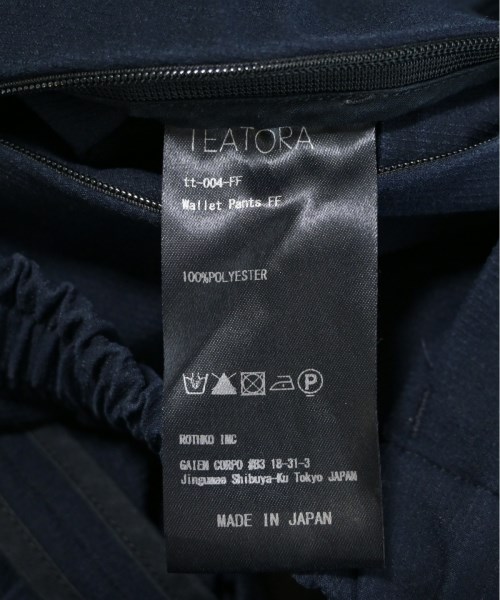 TEATORA
tt-004-FF
Wallet Pants FF
100%POLYESTER
P
ROTHKO INC
GAIEN CORPO #B3 18-31-3
Jingumae Shibuya-Ku Tokyo JAPAN
MADE IN JAPAN